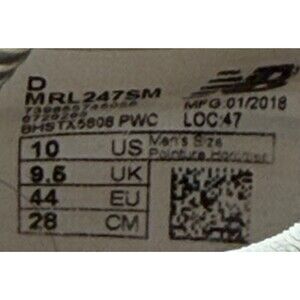 D
MRL247SM
MFG.01/2018
BHSTX5808 PWC LOC:47
10 US Men's Size
9.5 UK Pointure Hommes
44 EU
28 CM